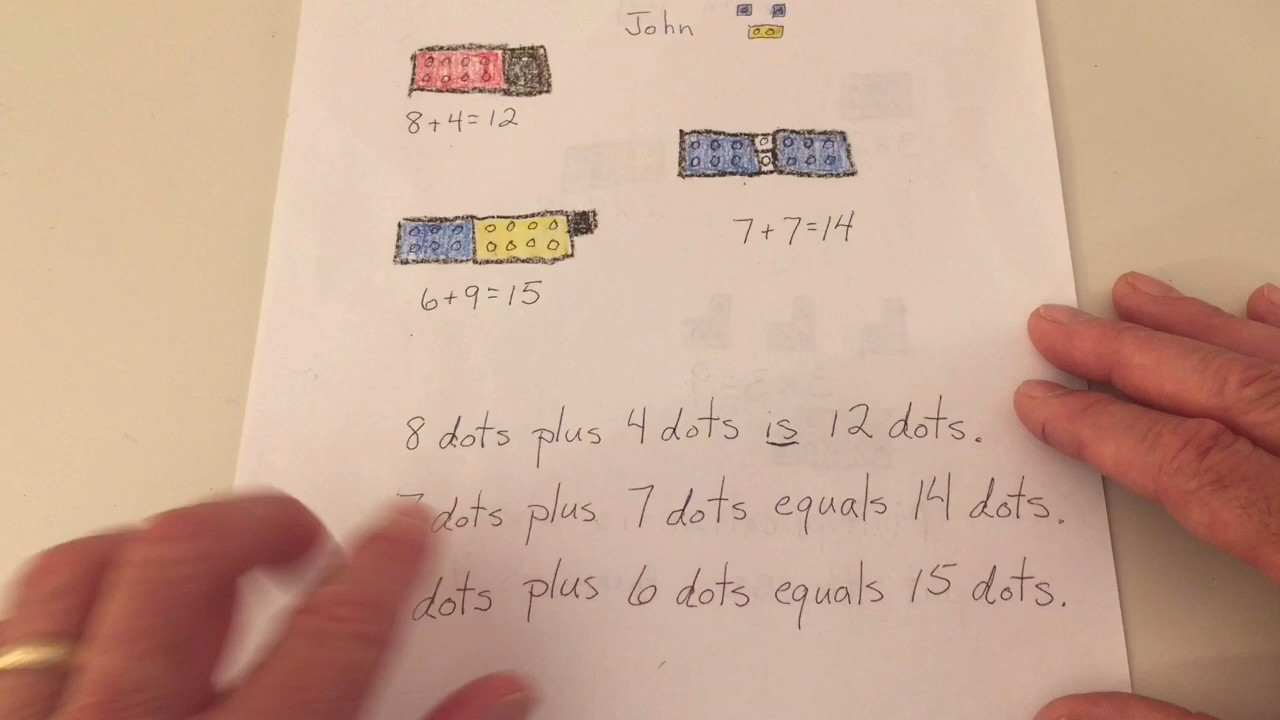 John
8+4=12
7+7=14
6+9=15
8 dots plus 4 dots is 12 dots.
7 dots plus 7 dots equals 14 dots.
dots plus 6 dots equals 15 dots.